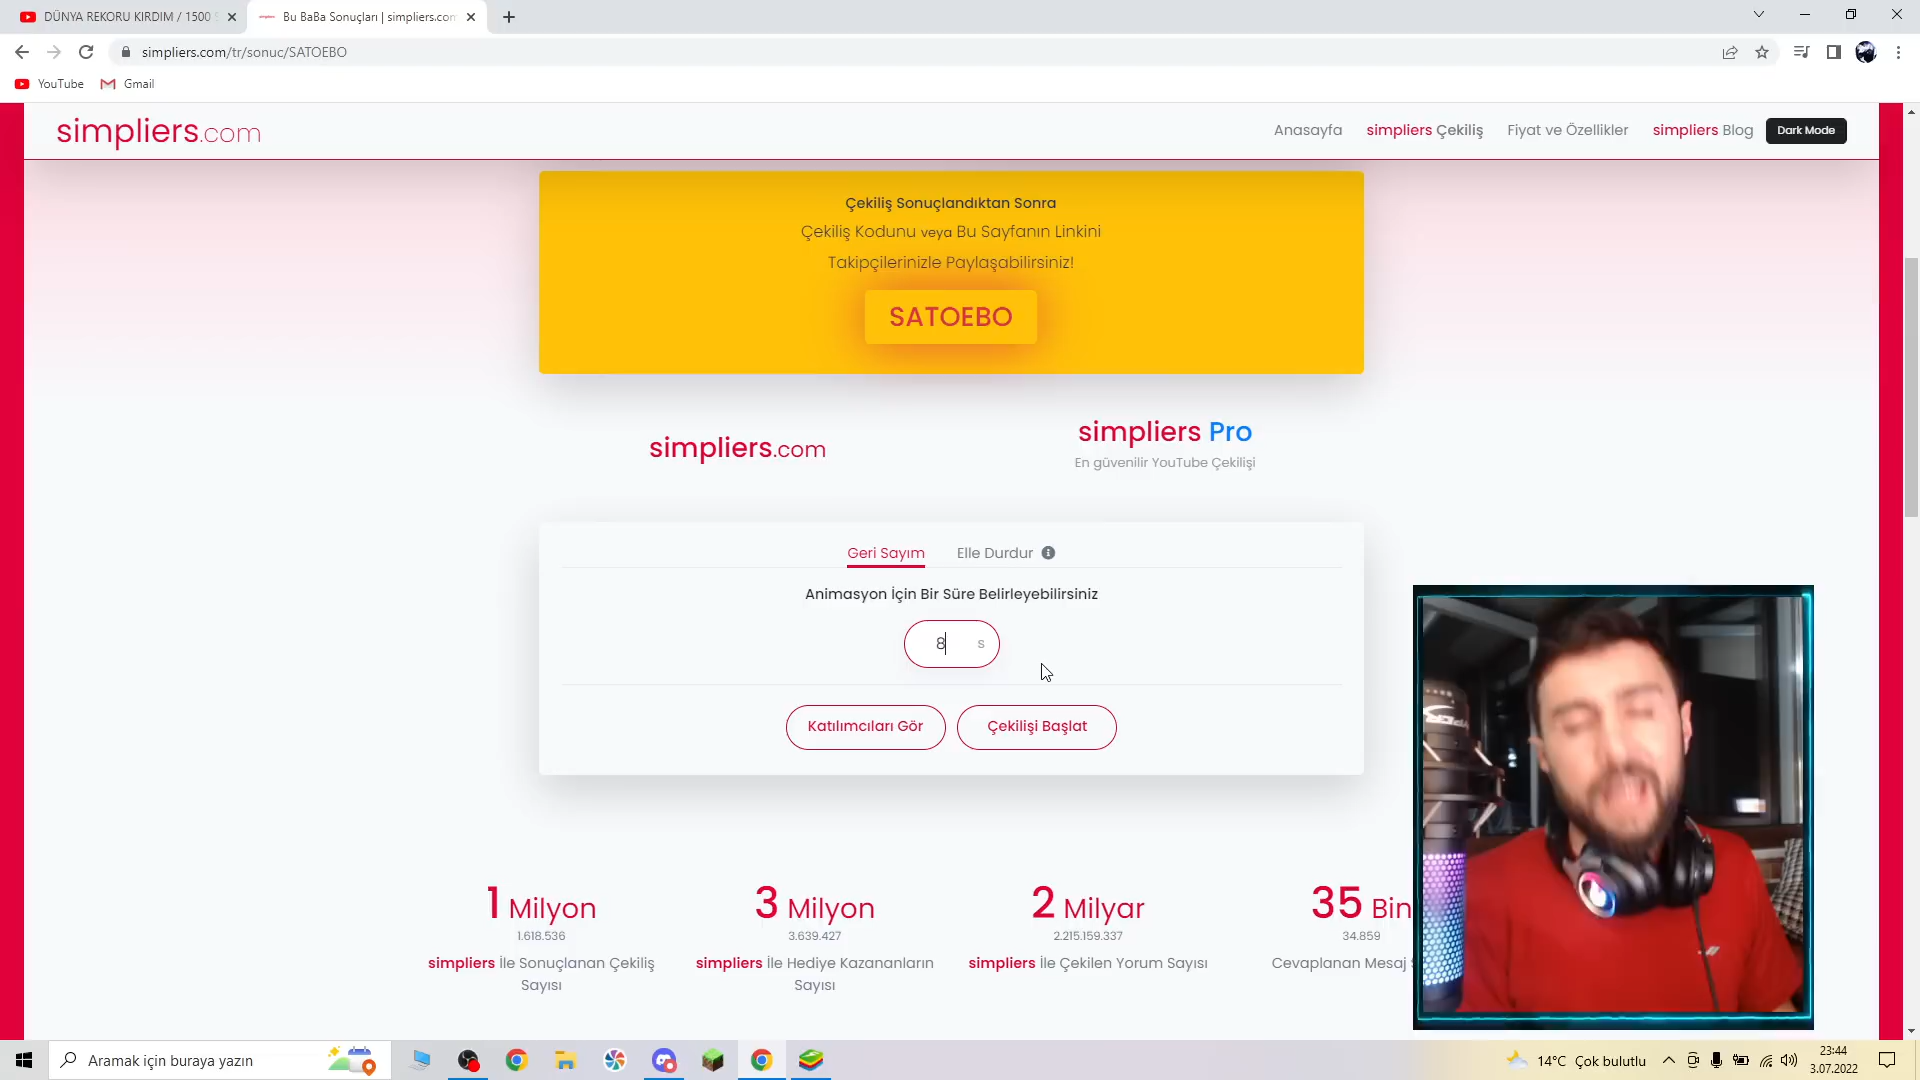 DÜNYA REKORU KIRDIM / 1500
Bu BaBa Sonuçları | simpliers.com
simpliers.com/tr/sonuc/SATOEBO
YouTube
Gmail
simpliers.com
Anasayfa
simpliers Çekiliş
Fiyat ve Özellikler
simpliers Blog
Dark Mode
Çekiliş Sonuçlandıktan Sonra
Çekiliş Kodunu veya Bu Sayfanın Linkini
Takipçilerinizle Paylaşabilirsiniz!
SATOEBO
simpliers.com
simpliers Pro
En güvenilir YouTube Çekilişi
Geri Sayım
Elle Durdur
Animasyon İçin Bir Süre Belirleyebilirsiniz
8 s
Katılımcıları Gör
Çekilişi Başlat
1 Milyon
1.618.536
simpliers İle Sonuçlanan Çekiliş
Sayısı
3 Milyon
3.639.427
simpliers İle Hediye Kazananların
Sayısı
2 Milyar
2.215.159.337
simpliers İle Çekilen Yorum Sayısı
35 Bin
34.859
Cevaplanan Mesaj
Aramak için buraya yazın
14°C Çok bulutlu
23:44
3.07.2022